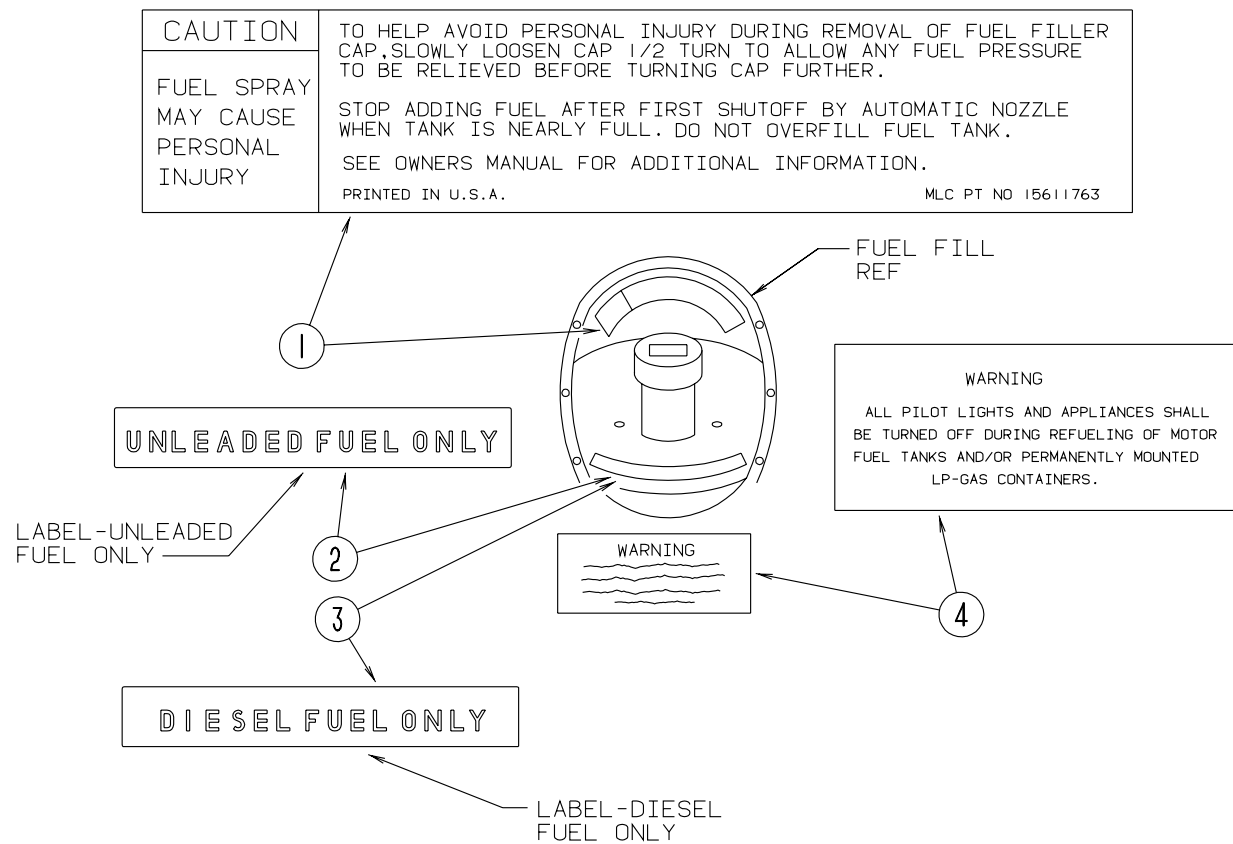 CAUTION
FUEL SPRAY
MAY CAUSE
PERSONAL
INJURY
TO HELP AVOID PERSONAL INJURY DURING REMOVAL OF FUEL FILLER
CAP,SLOWLY LOOSEN CAP 1/2 TURN TO ALLOW ANY FUEL PRESSURE
TO BE RELIEVED BEFORE TURNING CAP FURTHER.
STOP ADDING FUEL AFTER FIRST SHUTOFF BY AUTOMATIC NOZZLE
WHEN TANK IS NEARLY FULL. DO NOT OVERFILL FUEL TANK.
SEE OWNERS MANUAL FOR ADDITIONAL INFORMATION.
PRINTED IN U.S.A.
MLC PT NO 15611763
FUEL FILL
REF
1
WARNING
ALL PILOT LIGHTS AND APPLIANCES SHALL
BE TURNED OFF DURING REFUELING OF MOTOR
FUEL TANKS AND/OR PERMANENTLY MOUNTED
LP-GAS CONTAINERS.
UNLEADED FUEL ONLY
LABEL-UNLEADED
FUEL ONLY
2
WARNING
3
4
DIESEL FUEL ONLY
LABEL-DIESEL
FUEL ONLY